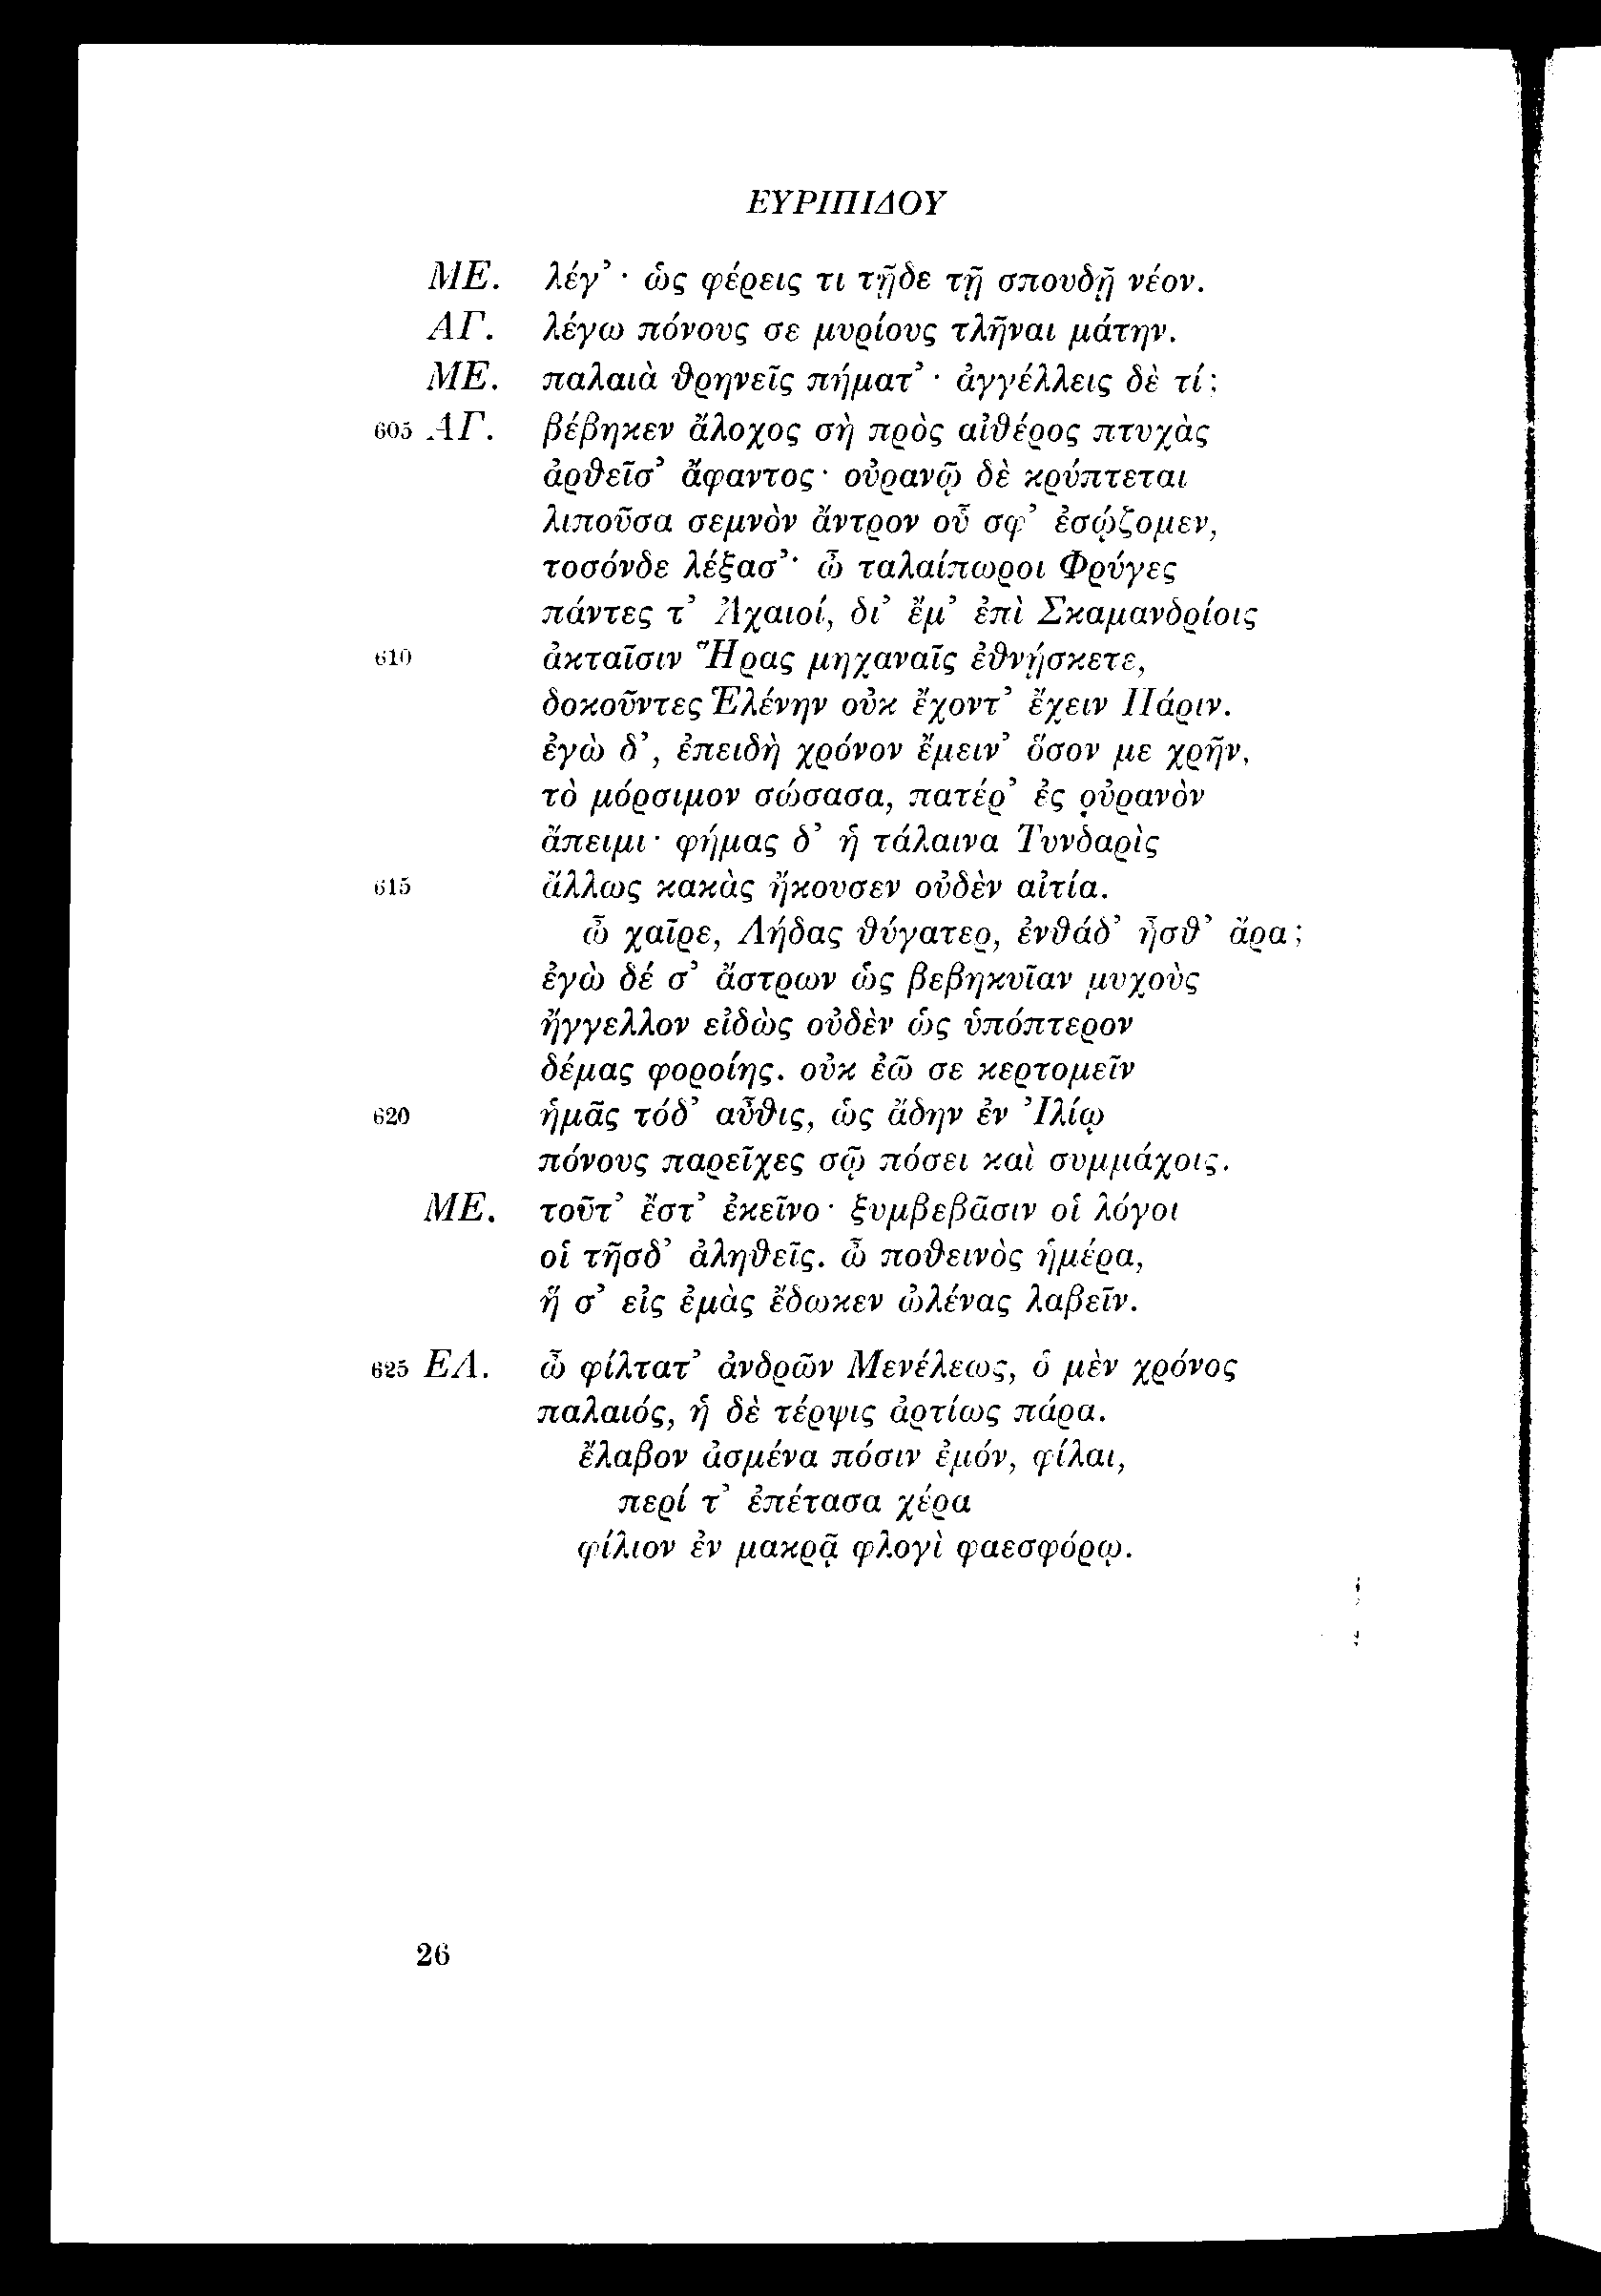 ΕΥΡΙΠΙΔΟΥ
ΜΕ. λέγ’ · ὡς φέρεις τι τῇδε τῇ σπουδῇ νέον.
ΑΓ. λέγω πόνους σε μυρίους τλῆναι μάτην.
ΜΕ. παλαιὰ θρηνεῖς πήματ’ · ἀγγέλλεις δὲ τί;
605 ΑΓ. βέβηκεν ἄλοχος σὴ πρὸς αἰθέρος πτυχὰς
ἀρθεῖσ’ ἄφαντος· οὐρανῷ δὲ κρύπτεται
λιποῦσα σεμνὸν ἄντρον οὗ σφ’ ἐσῴζομεν,
τοσόνδε λέξασ’· ὦ ταλαίπωροι Φρύγες
πάντες τ’ Ἀχαιοί, δι’ ἔμ’ ἐπὶ Σκαμανδρίοις
610 ἀκταῖσιν Ἥρας μηχαναῖς ἐθνῄσκετε,
δοκοῦντες Ἑλένην οὐκ ἔχοντ’ ἔχειν Πάριν.
ἐγὼ δ’, ἐπειδὴ χρόνον ἔμειν’ ὅσον με χρῆν,
τὸ μόρσιμον σώσασα, πατέρ’ ἐς οὐρανὸν
ἄπειμι· φήμας δ’ ἡ τάλαινα Τυνδαρὶς
615 ἄλλως κακὰς ἤκουσεν οὐδὲν αἰτία.
ὦ χαῖρε, Λήδας θύγατερ, ἐνθάδ’ ἦσθ’ ἄρα;
ἐγὼ δέ σ’ ἄστρων ὡς βεβηκυῖαν μυχοὺς
ἤγγελλον εἰδὼς οὐδὲν ὡς ὑπόπτερον
δέμας φοροίης. οὐκ ἐῶ σε κερτομεῖν
620 ἡμᾶς τόδ’ αὖθις, ὡς ἄδην ἐν Ἰλίῳ
πόνους παρεῖχες σῷ πόσει καὶ συμμάχοις.
ΜΕ. τοῦτ’ ἔστ’ ἐκεῖνο· ξυμβεβᾶσιν οἱ λόγοι
οἱ τῆσδ’ ἀληθεῖς. ὦ ποθεινὸς ἡμέρα,
ἥ σ’ εἰς ἐμὰς ἔδωκεν ὠλένας λαβεῖν.
625 ΕΛ. ὦ φίλτατ’ ἀνδρῶν Μενέλεως, ὁ μὲν χρόνος
παλαιός, ἡ δὲ τέρψις ἀρτίως πάρα.
ἔλαβον ἀσμένα πόσιν ἐμόν, φίλαι,
περί τ’ ἐπέτασα χέρα
φίλιον ἐν μακρᾷ φλογὶ φαεσφόρῳ.
26